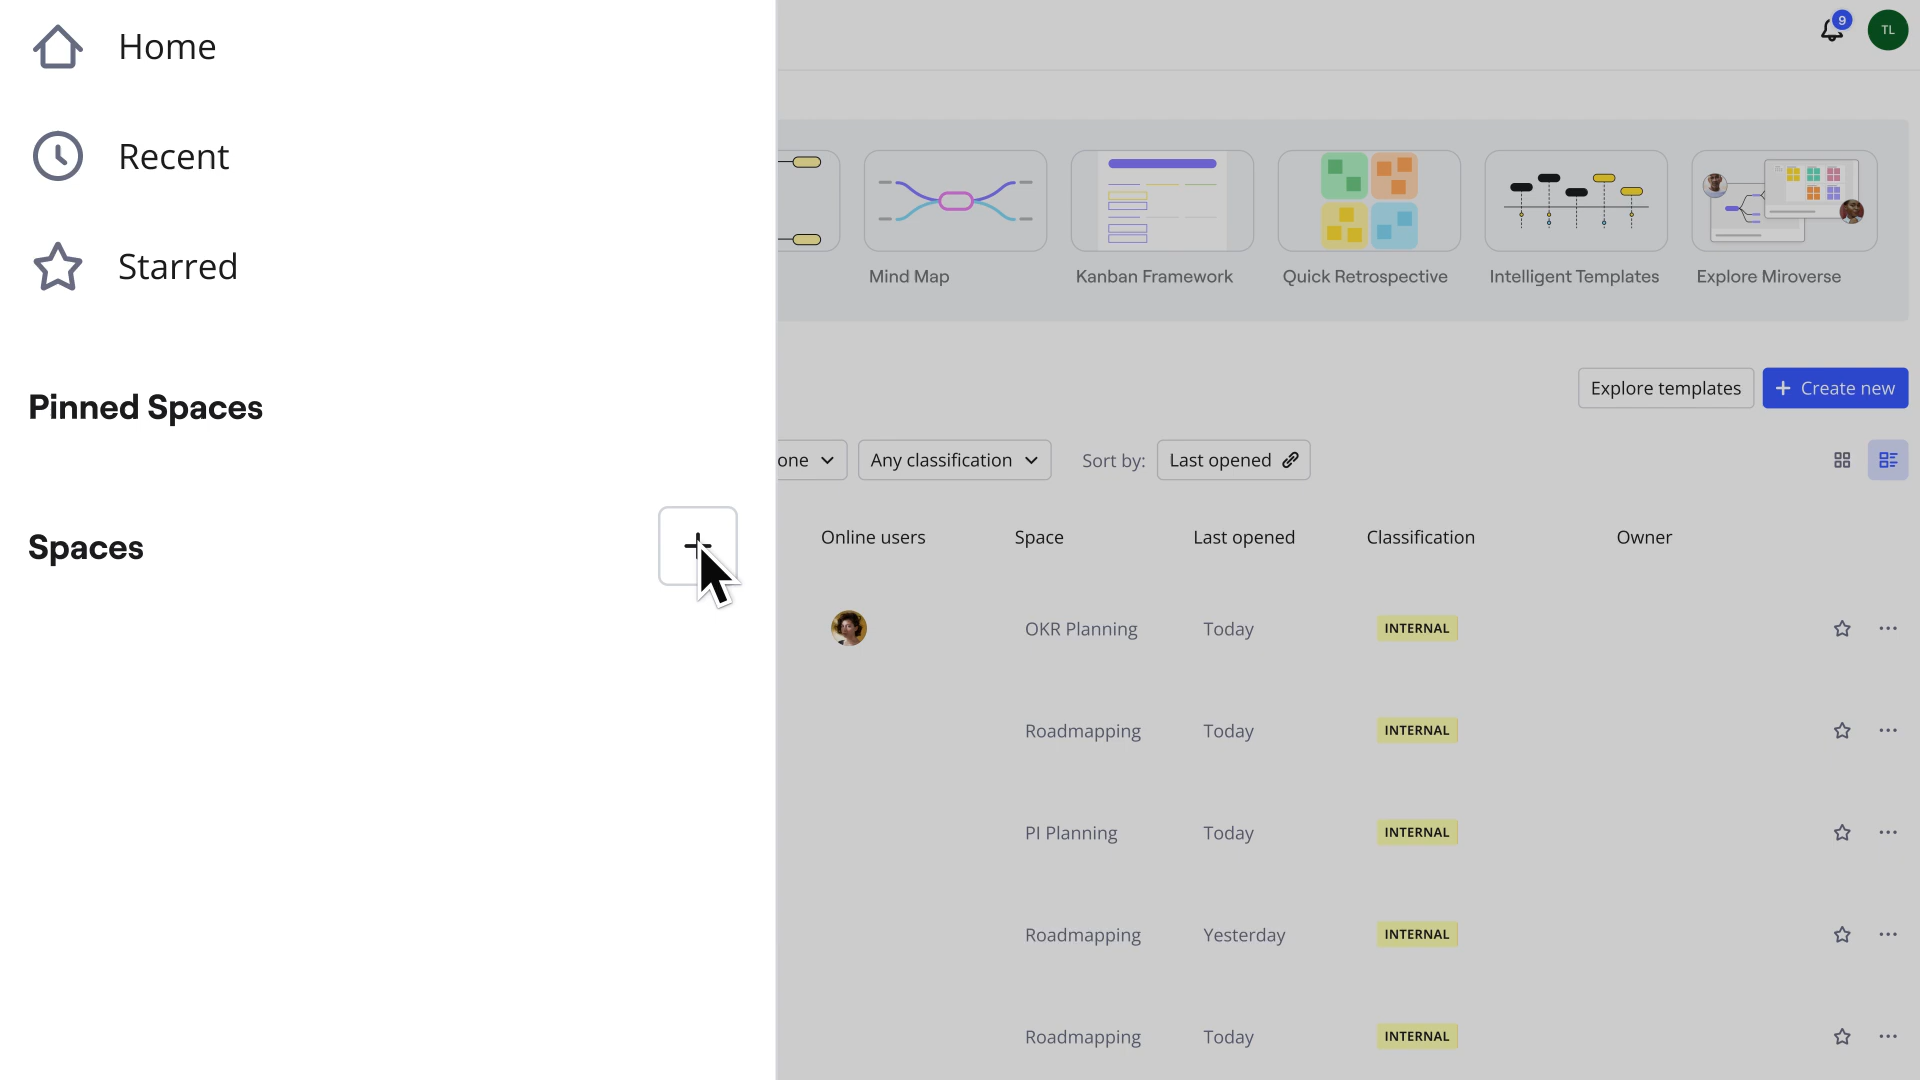 Home
Recent
Starred
Pinned Spaces
Spaces
9
TL
Mind Map
Kanban Framework
Quick Retrospective
Intelligent Templates
Explore Miroverse
Explore templates
Create new
one
Any classification
Sort by:
Last opened
Online users Space Last opened Classification Owner
OKR Planning Today INTERNAL
Roadmapping Today INTERNAL
PI Planning Today INTERNAL
Roadmapping Yesterday INTERNAL
Roadmapping Today INTERNAL